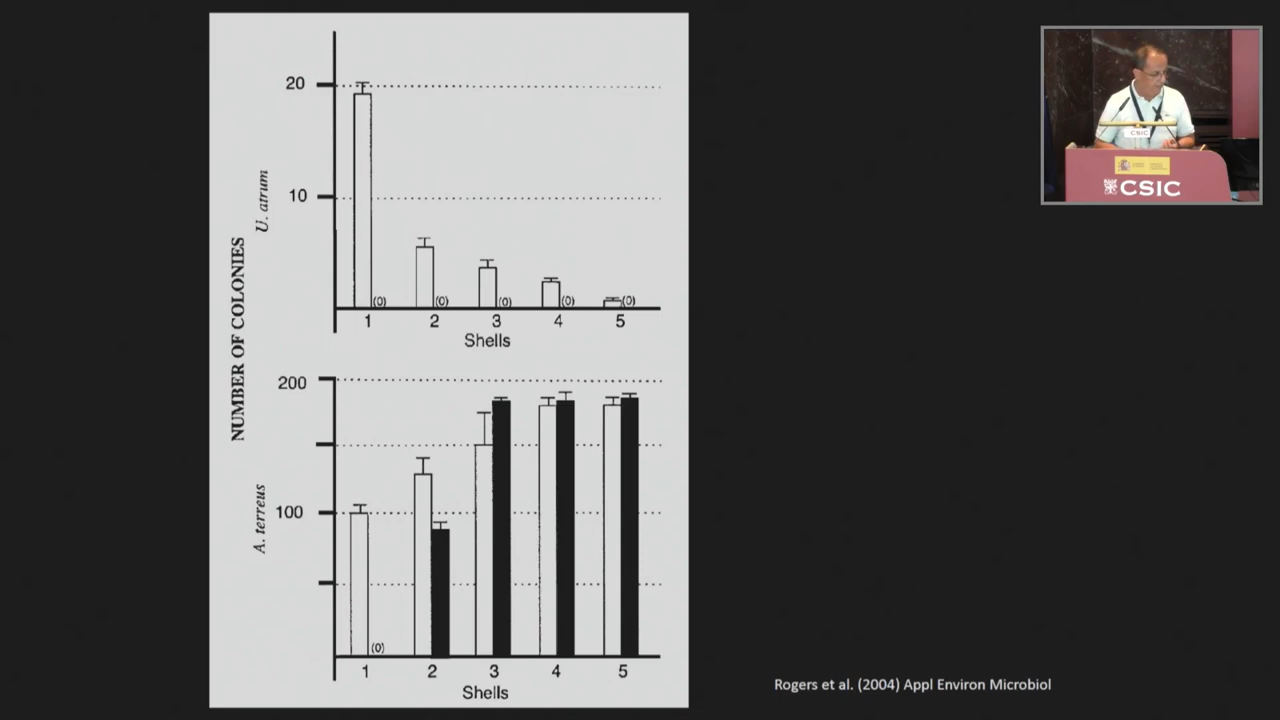 NUMBER OF COLONIES
U. atrum
20
10
(0)
(0)
(0)
(0)
(0)
1 2 3 4 5
Shells
A. terreus
200
100
(0)
1 2 3 4 5
Shells
Rogers et al. (2004) Appl Environ Microbiol
CSIC
CSIC